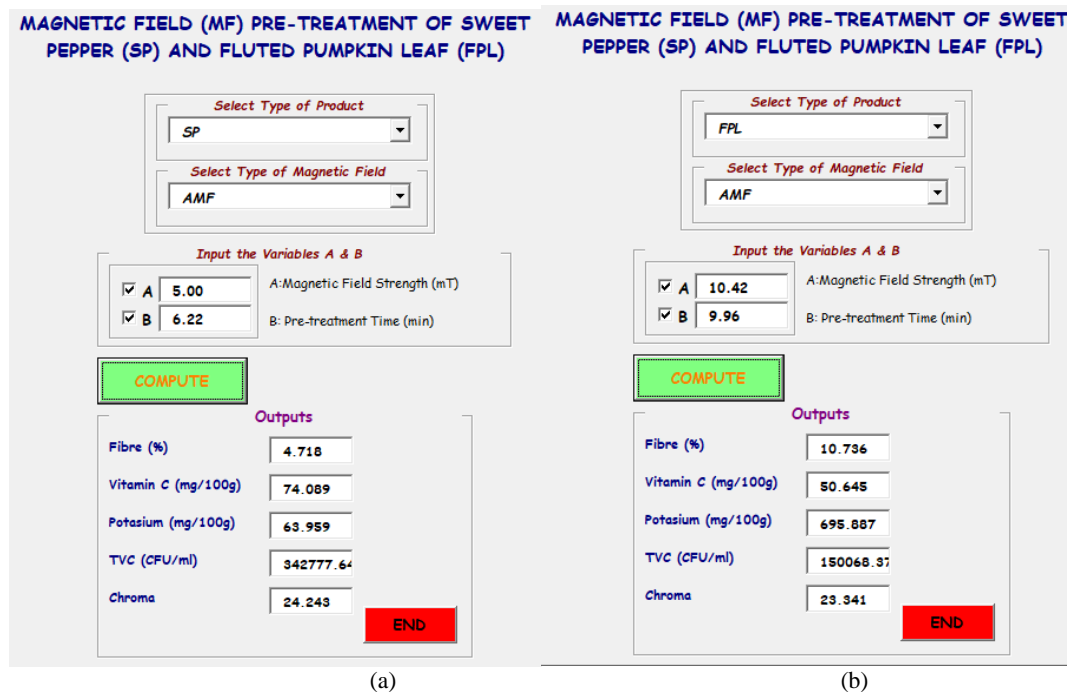 MAGNETIC FIELD (MF) PRE-TREATMENT OF SWEET
PEPPER (SP) AND FLUTED PUMPKIN LEAF (FPL)
Select Type of Product
SP
Select Type of Magnetic Field
AMF
Input the Variables A & B
A 5.00 A:Magnetic Field Strength (mT)
B 6.22 B: Pre-treatment Time (min)
COMPUTE
Outputs
Fibre (%) 4.718
Vitamin C (mg/100g) 74.089
Potasium (mg/100g) 63.959
TVC (CFU/ml) 342777.64
Chroma 24.243
END
(a)
MAGNETIC FIELD (MF) PRE-TREATMENT OF SWEET
PEPPER (SP) AND FLUTED PUMPKIN LEAF (FPL)
Select Type of Product
FPL
Select Type of Magnetic Field
AMF
Input the Variables A & B
A 10.42 A:Magnetic Field Strength (mT)
B 9.96 B: Pre-treatment Time (min)
COMPUTE
Outputs
Fibre (%) 10.736
Vitamin C (mg/100g) 50.645
Potasium (mg/100g) 695.887
TVC (CFU/ml) 150068.37
Chroma 23.341
END
(b)